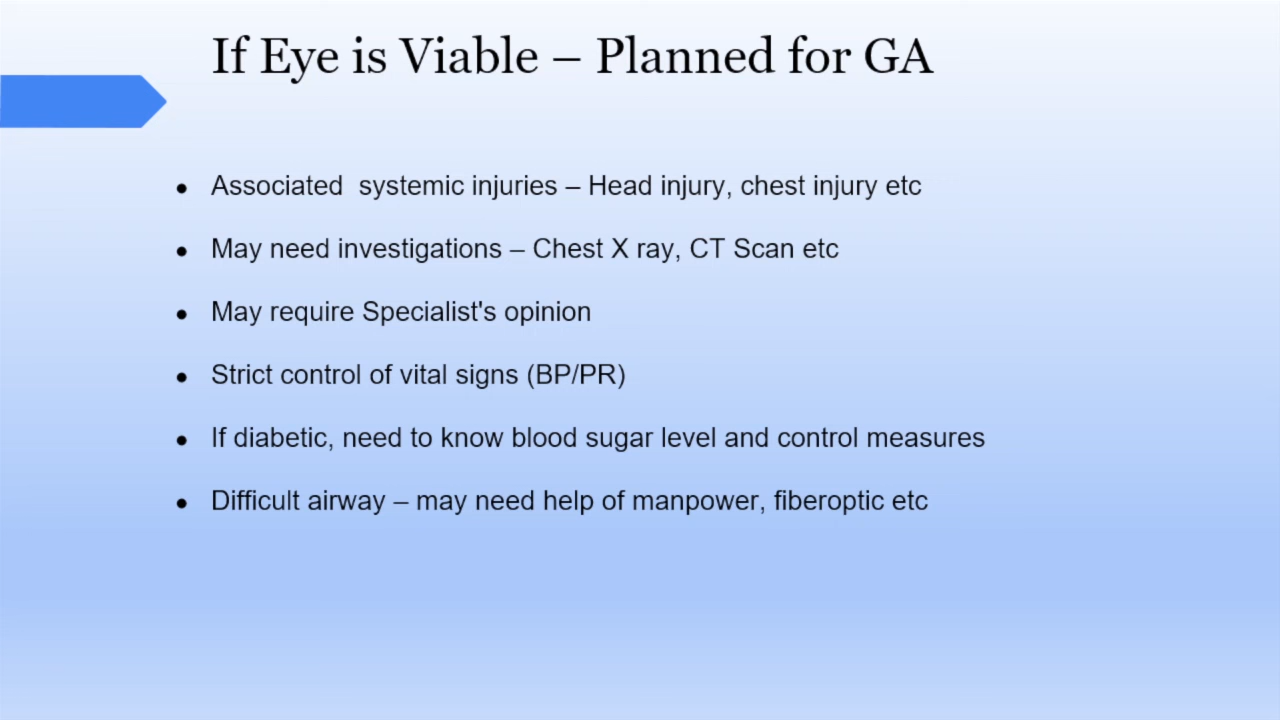 If Eye is Viable – Planned for GA
● Associated  systemic injuries – Head injury, chest injury etc
● May need investigations – Chest X ray, CT Scan etc
● May require Specialist's opinion
● Strict control of vital signs (BP/PR)
● If diabetic, need to know blood sugar level and control measures
● Difficult airway – may need help of manpower, fiberoptic etc